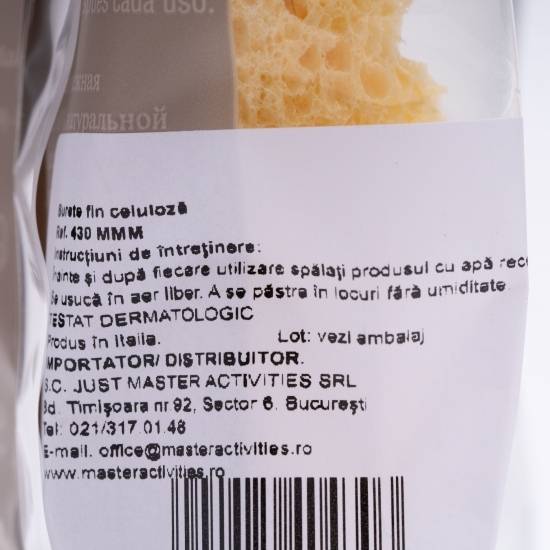 cada uso.
натуральной
Burete fin celuloză
Ref. 430 MMM
Instrucțiuni de întreținere:
Înainte și după fiecare utilizare spălați produsul cu apă rece
Se usucă în aer liber. A se păstra în locuri fără umiditate.
TESTAT DERMATOLOGIC
Produs în Italia. Lot: vezi ambalaj
IMPORTATOR/ DISTRIBUITOR.
S.C. JUST MASTER ACTIVITIES SRL
Bd. Timișoara nr.92, Sector 6. București
Tel: 021/317.01.48
E-mail. office@masteractivities.ro
www.masteractivities.ro